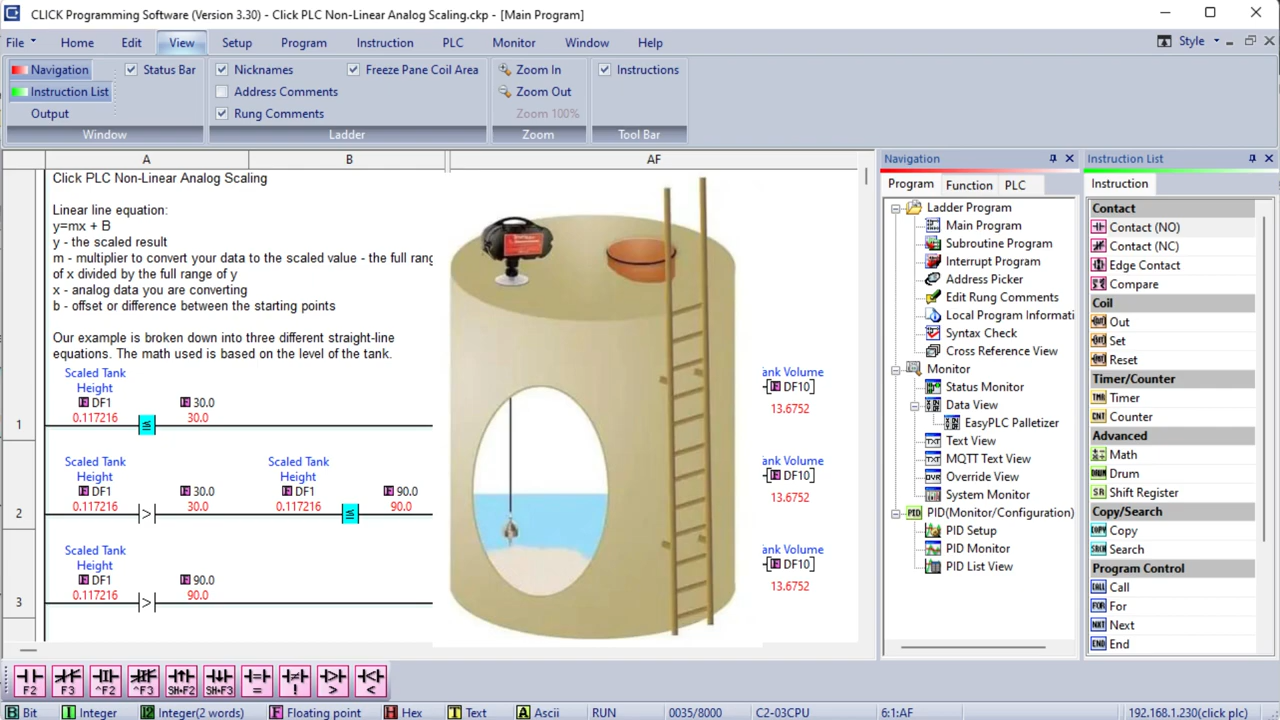 CLICK Programming Software (Version 3.30) - Click PLC Non-Linear Analog Scaling.ckp - [Main Program]
File Home Edit View Setup Program Instruction PLC Monitor Window Help Style
Navigation Status Bar Nicknames Freeze Pane Coil Area Zoom In Instructions
Instruction List Address Comments Zoom Out
Output Rung Comments Zoom 100%
Window Ladder Zoom Tool Bar
A B AF
Click PLC Non-Linear Analog Scaling
Linear line equation:
y=mx + B
y - the scaled result
m - multiplier to convert your data to the scaled value - the full rang
of x divided by the full range of y
x - analog data you are converting
b - offset or difference between the starting points
Our example is broken down into three different straight-line
equations. The math used is based on the level of the tank.
Scaled Tank
Height
DF1 F 30.0
0.117216 ≤ 30.0
1
ank Volume
F DF10
13.6752
Scaled Tank Scaled Tank
Height Height
DF1 F 30.0 DF1 F 90.0
0.117216 > 30.0 0.117216 ≤ 90.0
2
ank Volume
F DF10
13.6752
Scaled Tank
Height
DF1 F 90.0
0.117216 > 90.0
3
ank Volume
F DF10
13.6752
Navigation
Program Function PLC
Ladder Program
Main Program
Subroutine Program
Interrupt Program
Address Picker
Edit Rung Comments
Local Program Informati
Syntax Check
Cross Reference View
Monitor
Status Monitor
Data View
EasyPLC Palletizer
Text View
MQTT Text View
Override View
System Monitor
PID PID(Monitor/Configuration)
PID Setup
PID Monitor
PID List View
Instruction List
Instruction
Contact
Contact (NO)
Contact (NC)
Edge Contact
Compare
Coil
Out
Set
Reset
Timer/Counter
TMR Timer
CNT Counter
Advanced
Math
DRUM Drum
SR Shift Register
Copy/Search
COPY Copy
SRCH Search
Program Control
CALL Call
FOR For
NXT Next
END End
F2 F3 ^F2 ^F3 SH·F2 SH·F3 = ! > <
Bit Integer Integer(2 words) F Floating point H Hex T Text A Ascii RUN 0035/8000 C2-03CPU 6:1:AF 192.168.1.230(click plc)